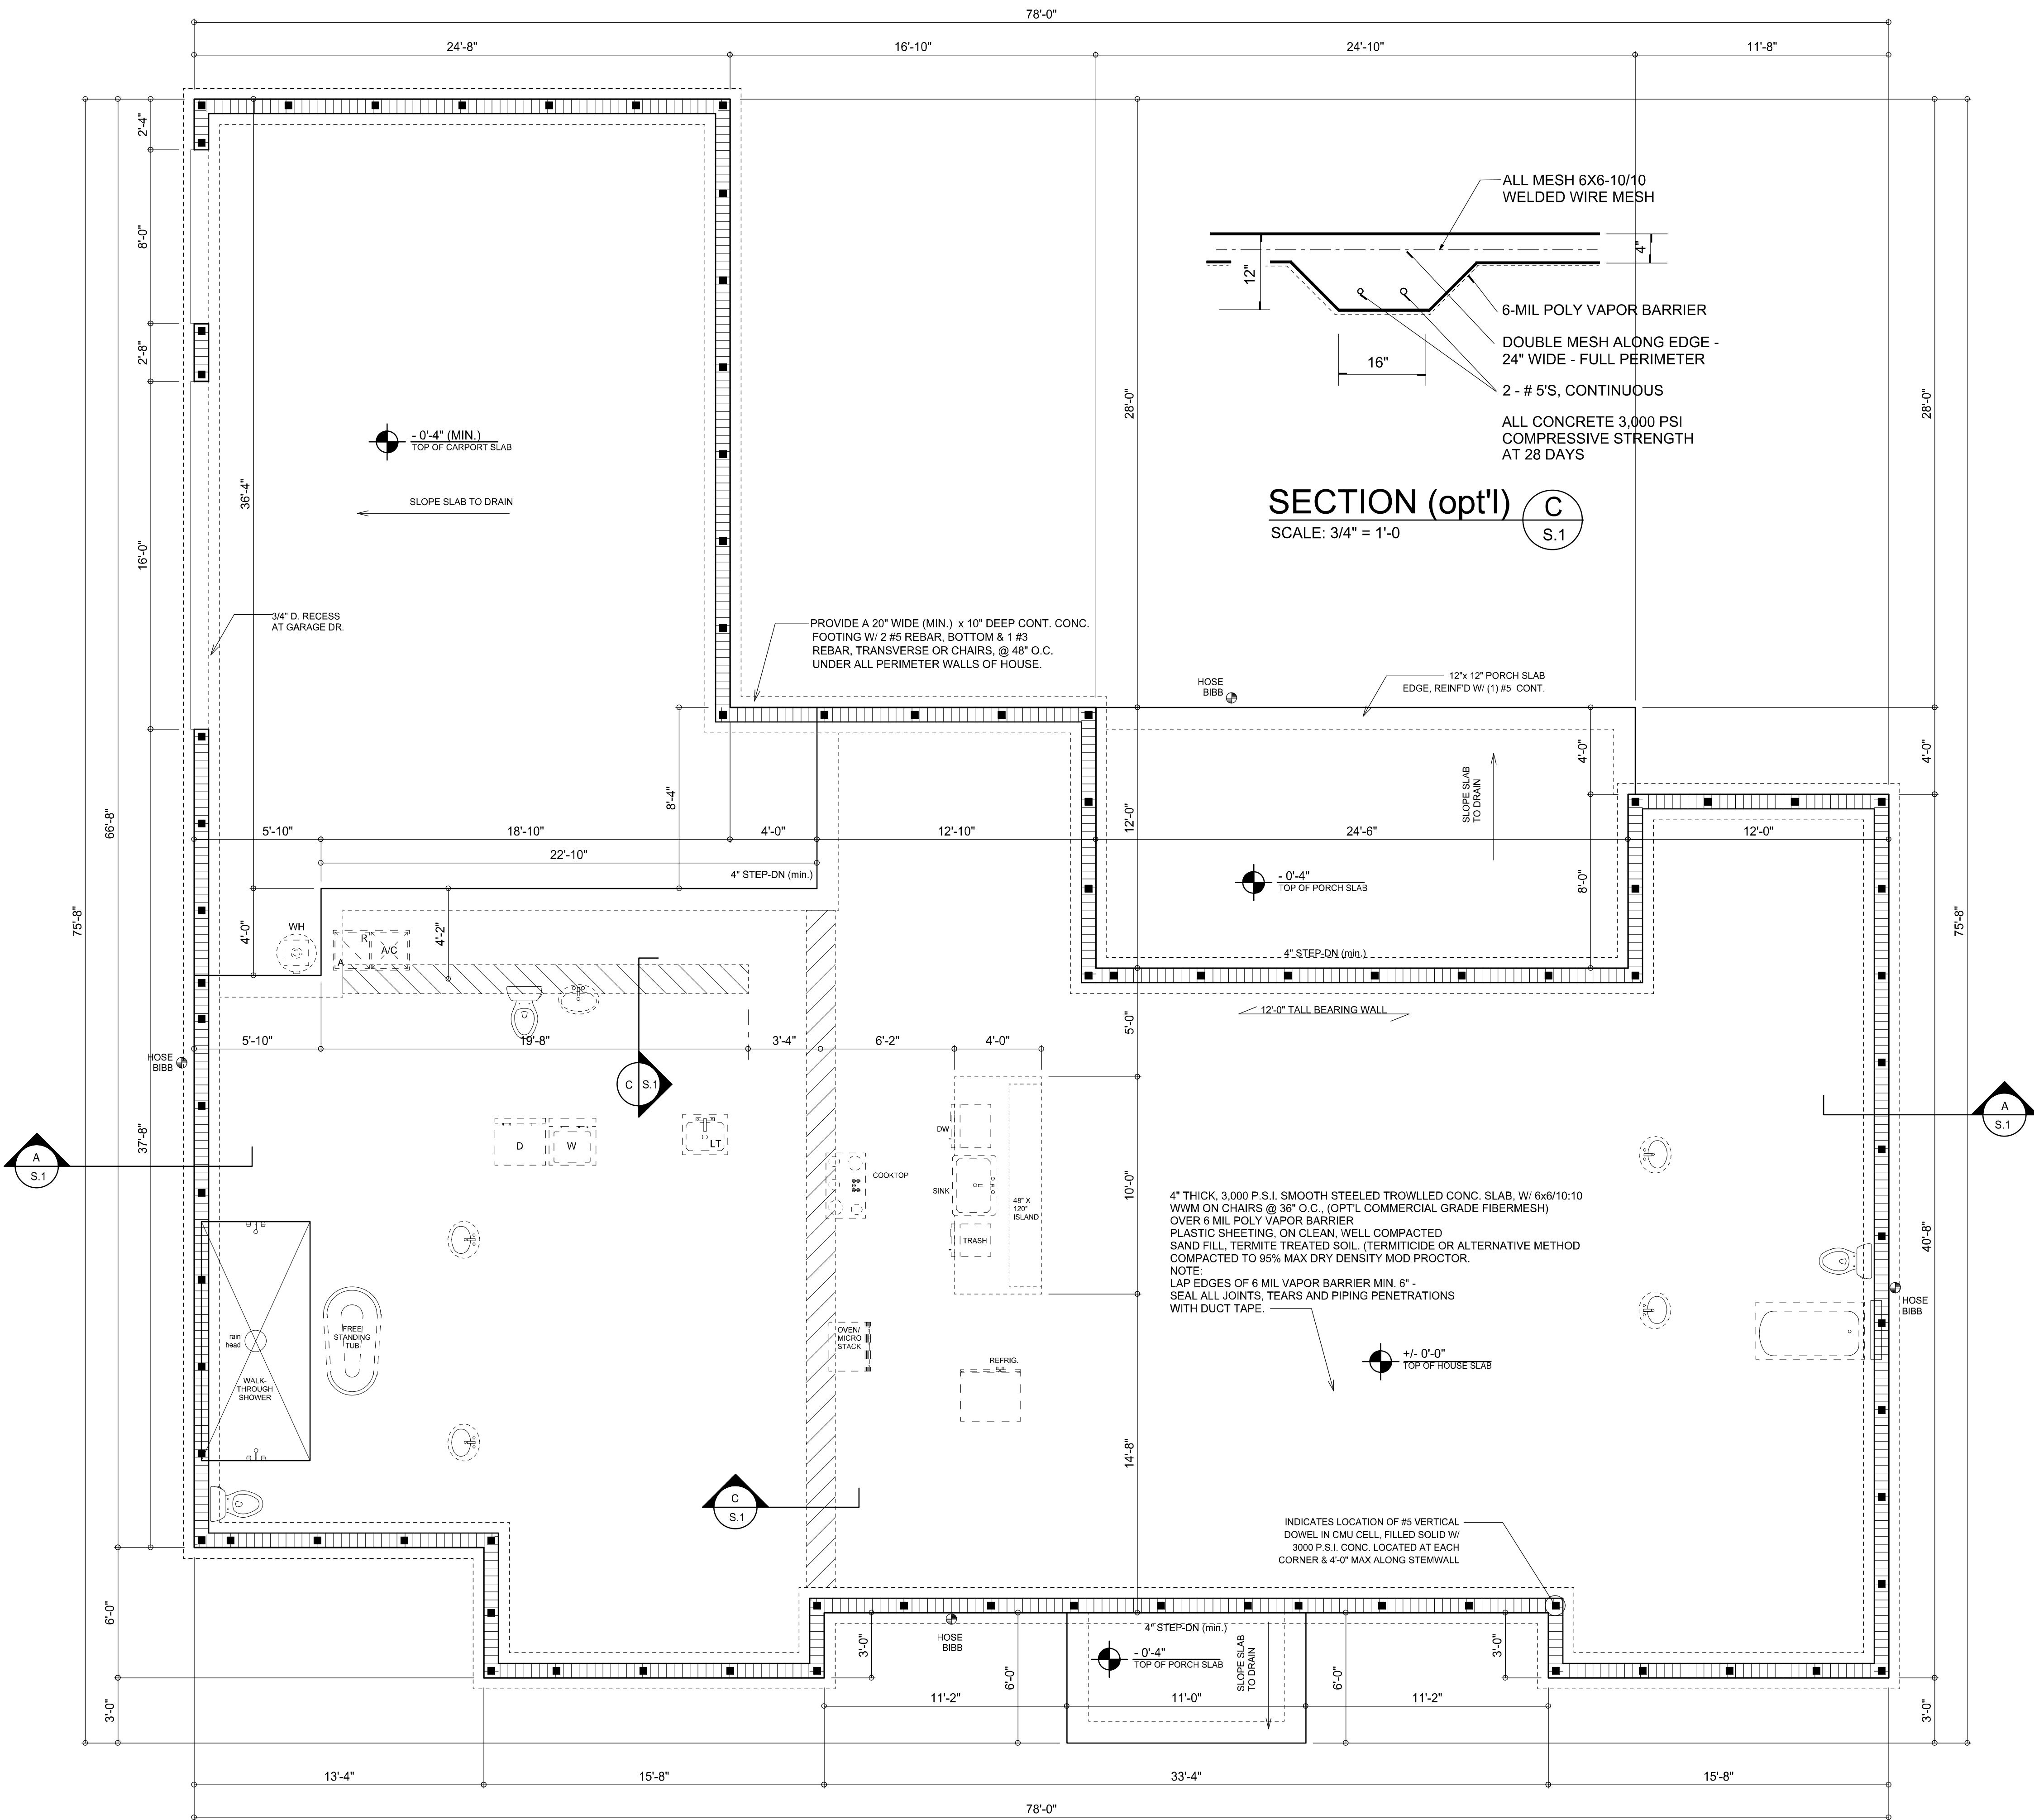 78'-0"
24'-8"
16'-10"
24'-10"
11'-8"
2'-4"
8'-0"
2'-8"
16'-0"
37'-8"
66'-8"
6'-0"
3'-0"
75'-8"
36'-4"
4'-0"
- 0'-4" (MIN.)
TOP OF CARPORT SLAB
SLOPE SLAB TO DRAIN
3/4" D. RECESS
AT GARAGE DR.
PROVIDE A 20" WIDE (MIN.) x 10" DEEP CONT. CONC.
FOOTING W/ 2 #5 REBAR, BOTTOM & 1 #3
REBAR, TRANSVERSE OR CHAIRS, @ 48" O.C.
UNDER ALL PERIMETER WALLS OF HOUSE.
28'-0"
ALL MESH 6X6-10/10
WELDED WIRE MESH
12"
4"
16"
6-MIL POLY VAPOR BARRIER
DOUBLE MESH ALONG EDGE -
24" WIDE - FULL PERIMETER
2 - # 5'S, CONTINUOUS
ALL CONCRETE 3,000 PSI
COMPRESSIVE STRENGTH
AT 28 DAYS
SECTION (opt'l)
SCALE: 3/4" = 1'-0
C
S.1
28'-0"
4'-0"
40'-8"
3'-0"
75'-8"
HOSE
BIBB
12"x 12" PORCH SLAB
EDGE, REINF'D W/ (1) #5 CONT.
4'-0"
8'-0"
12'-0"
SLOPE SLAB
TO DRAIN
8'-4"
5'-10"
18'-10"
4'-0"
12'-10"
24'-6"
12'-0"
22'-10"
4" STEP-DN (min.)
- 0'-4"
TOP OF PORCH SLAB
4" STEP-DN (min.)
WH
R
A/C
A
4'-2"
12'-0" TALL BEARING WALL
5'-0"
5'-10"
19'-8"
3'-4"
6'-2"
4'-0"
HOSE
BIBB
C
S.1
A
S.1
A
S.1
D
W
LT
DW
COOKTOP
SINK
48" X
120"
ISLAND
TRASH
10'-0"
4" THICK, 3,000 P.S.I. SMOOTH STEELED TROWLLED CONC. SLAB, W/ 6x6/10:10
WWM ON CHAIRS @ 36" O.C., (OPT'L COMMERCIAL GRADE FIBERMESH)
OVER 6 MIL POLY VAPOR BARRIER
PLASTIC SHEETING, ON CLEAN, WELL COMPACTED
SAND FILL, TERMITE TREATED SOIL. (TERMITICIDE OR ALTERNATIVE METHOD
COMPACTED TO 95% MAX DRY DENSITY MOD PROCTOR.
NOTE:
LAP EDGES OF 6 MIL VAPOR BARRIER MIN. 6" -
SEAL ALL JOINTS, TEARS AND PIPING PENETRATIONS
WITH DUCT TAPE.
HOSE
BIBB
+/- 0'-0"
TOP OF HOUSE SLAB
rain
head
FREE
STANDING
TUB
WALK-
THROUGH
SHOWER
OVEN/
MICRO
STACK
REFRIG.
14'-8"
C
S.1
INDICATES LOCATION OF #5 VERTICAL
DOWEL IN CMU CELL, FILLED SOLID W/
3000 P.S.I. CONC. LOCATED AT EACH
CORNER & 4'-0" MAX ALONG STEMWALL
HOSE
BIBB
4" STEP-DN (min.)
- 0'-4"
TOP OF PORCH SLAB
SLOPE SLAB
TO DRAIN
3'-0"
6'-0"
6'-0"
3'-0"
11'-2"
11'-0"
11'-2"
13'-4"
15'-8"
33'-4"
15'-8"
78'-0"